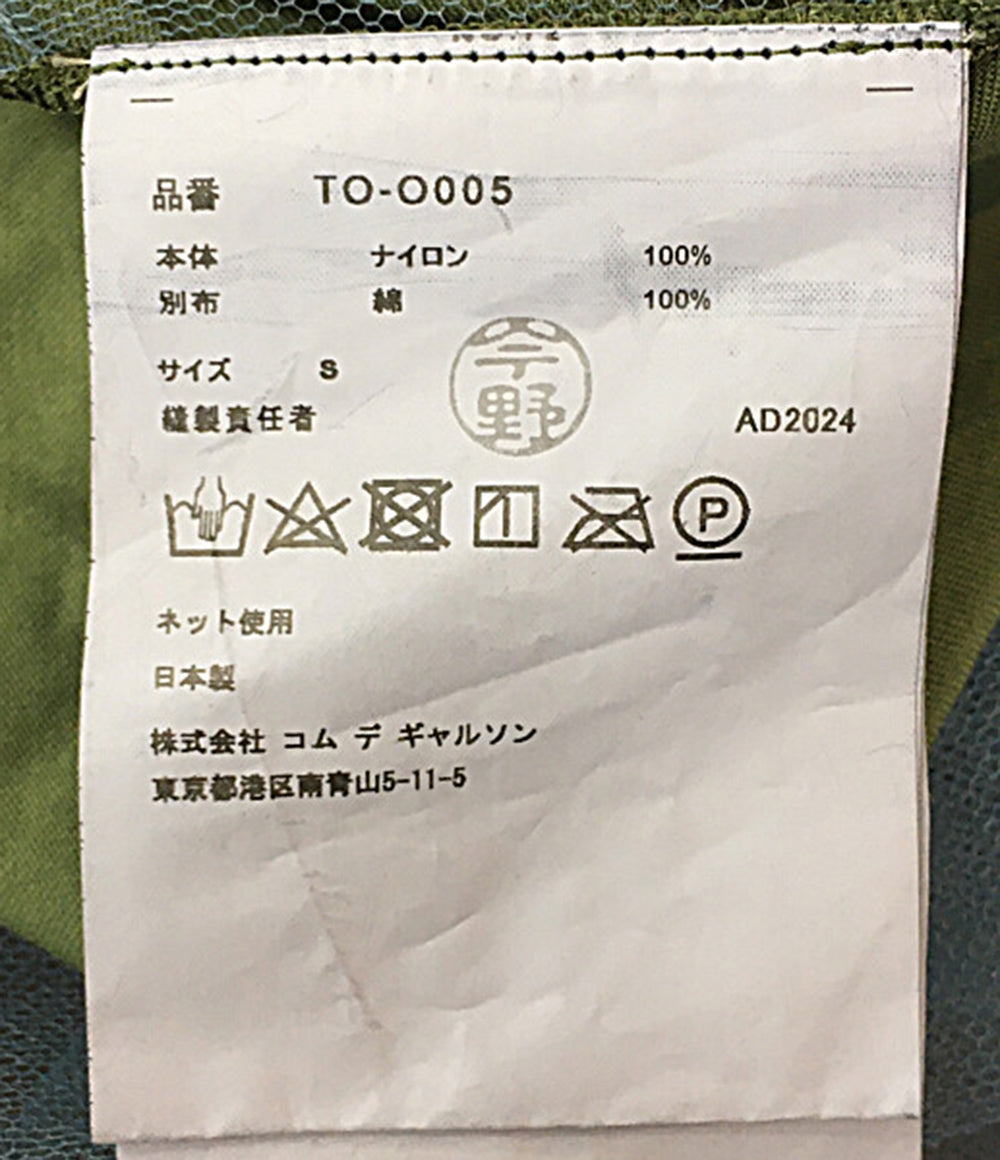 品番 TO-O005
本体 ナイロン 100%
別布 綿 100%
サイズ S
縫製責任者 今野 AD2024
P
ネット使用
日本製
株式会社 コム デ ギャルソン
東京都港区南青山5-11-5